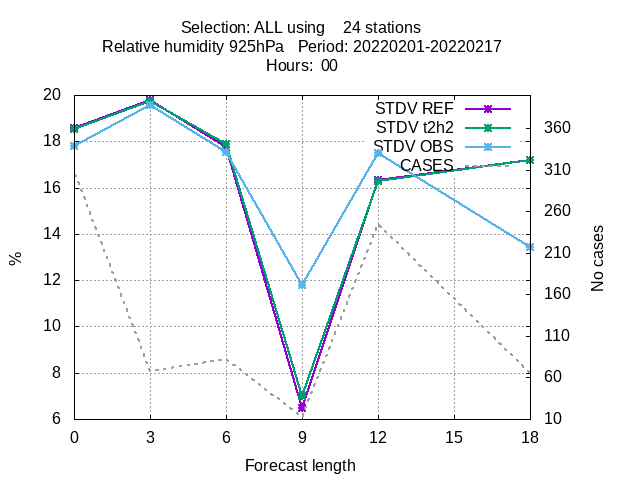 Selection: ALL using    24 stations
Relative humidity 925hPa   Period: 20220201-20220217
Hours:  00
STDV REF
STDV t2h2
STDV OBS
CASES
20
18
16
14
12
10
8
6
%
360
310
260
210
160
110
60
10
No cases
0 3 6 9 12 15 18
Forecast length